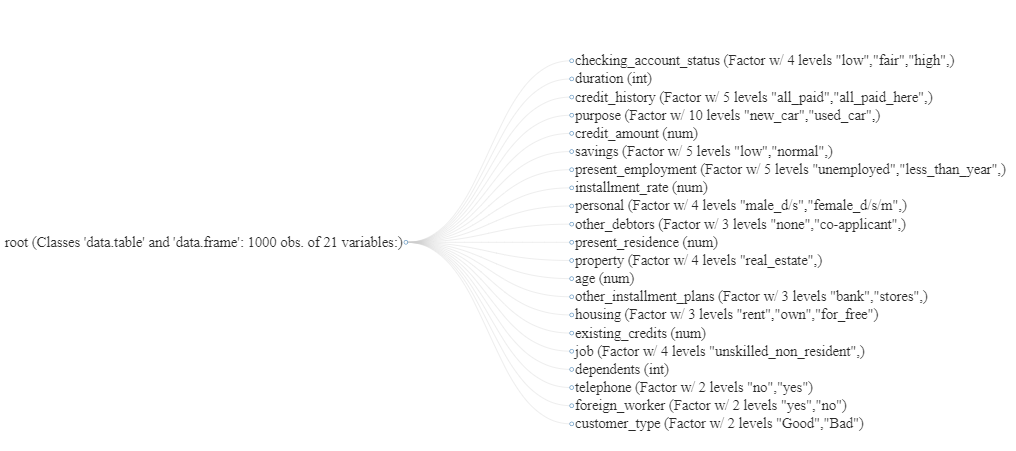 checking_account_status (Factor w/ 4 levels "low","fair","high",)
duration (int)
credit_history (Factor w/ 5 levels "all_paid","all_paid_here",)
purpose (Factor w/ 10 levels "new_car","used_car",)
credit_amount (num)
savings (Factor w/ 5 levels "low","normal",)
present_employment (Factor w/ 5 levels "unemployed","less_than_year",)
installment_rate (num)
personal (Factor w/ 4 levels "male_d/s","female_d/s/m",)
other_debtors (Factor w/ 3 levels "none","co-applicant",)
root (Classes 'data.table' and 'data.frame': 1000 obs. of 21 variables:)
present_residence (num)
property (Factor w/ 4 levels "real_estate",)
age (num)
other_installment_plans (Factor w/ 3 levels "bank","stores",)
housing (Factor w/ 3 levels "rent","own","for_free")
existing_credits (num)
job (Factor w/ 4 levels "unskilled_non_resident",)
dependents (int)
telephone (Factor w/ 2 levels "no","yes")
foreign_worker (Factor w/ 2 levels "yes","no")
customer_type (Factor w/ 2 levels "Good","Bad")